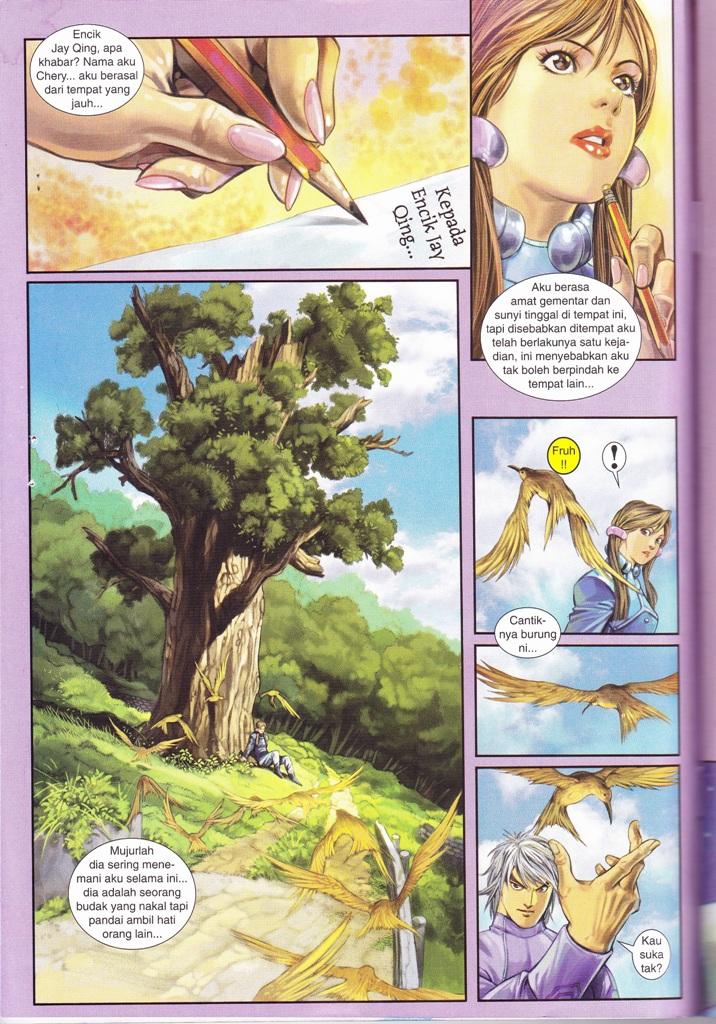 Encik
Jay Qing, apa
khabar? Nama aku
Chery... aku berasal
dari tempat yang
jauh...
Kepada
Encik Jay
Qing...
Aku berasa
amat gementar dan
sunyi tinggal di tempat ini,
tapi disebabkan ditempat aku
telah berlakunya satu keja-
dian, ini menyebabkan aku
tak boleh berpindah ke
tempat lain...
Mujurlah
dia sering mene-
mani aku selama ini...
dia adalah seorang
budak yang nakal tapi
pandai ambil hati
orang lain...
Fruh
!!
!
Cantik-
nya burung
ni...
Kau
suka
tak?